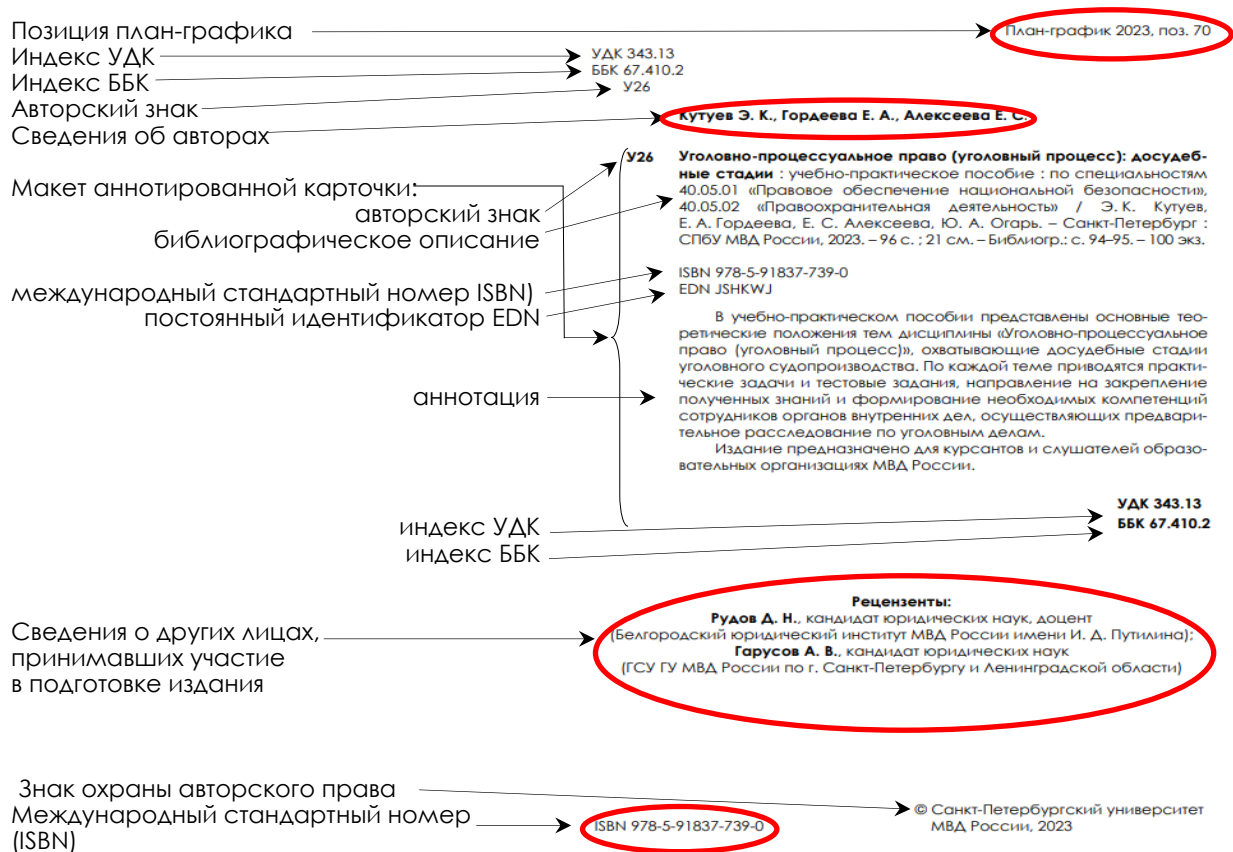 Позиция план-графика
План-график 2023, поз. 70
Индекс УДК
УДК 343.13
Индекс ББК
ББК 67.410.2
Авторский знак
У26
Сведения об авторах
Кутуев Э. К., Гордеева Е. А., Алексеева Е. С.
У26
Уголовно-процессуальное право (уголовный процесс): досудеб-
ные стадии : учебно-практическое пособие : по специальностям
40.05.01 «Правовое обеспечение национальной безопасности»,
40.05.02 «Правоохранительная деятельность» / Э. К. Кутуев,
Е. А. Гордеева, Е. С. Алексеева, Ю. А. Огарь. – Санкт-Петербург :
СПбУ МВД России, 2023. – 96 с. ; 21 см. – Библиогр.: с. 94–95. – 100 экз.
Макет аннотированной карточки:
авторский знак
библиографическое описание
международный стандартный номер ISBN)
ISBN 978-5-91837-739-0
постоянный идентификатор EDN
EDN JSHKWJ
В учебно-практическом пособии представлены основные тео-
ретические положения тем дисциплины «Уголовно-процессуальное
право (уголовный процесс)», охватывающие досудебные стадии
уголовного судопроизводства. По каждой теме приводятся практи-
ческие задачи и тестовые задания, направление на закрепление
полученных знаний и формирование необходимых компетенций
сотрудников органов внутренних дел, осуществляющих предвари-
тельное расследование по уголовным делам.
Издание предназначено для курсантов и слушателей образо-
вательных организациях МВД России.
аннотация
индекс УДК
УДК 343.13
индекс ББК
ББК 67.410.2
Сведения о других лицах,
принимавших участие
в подготовке издания
Рецензенты:
Рудов Д. Н., кандидат юридических наук, доцент
(Белгородский юридический институт МВД России имени И. Д. Путилина);
Гарусов А. В., кандидат юридических наук
(ГСУ ГУ МВД России по г. Санкт-Петербургу и Ленинградской области)
Знак охраны авторского права
© Санкт-Петербургский университет
МВД России, 2023
Международный стандартный номер
(ISBN)
ISBN 978-5-91837-739-0